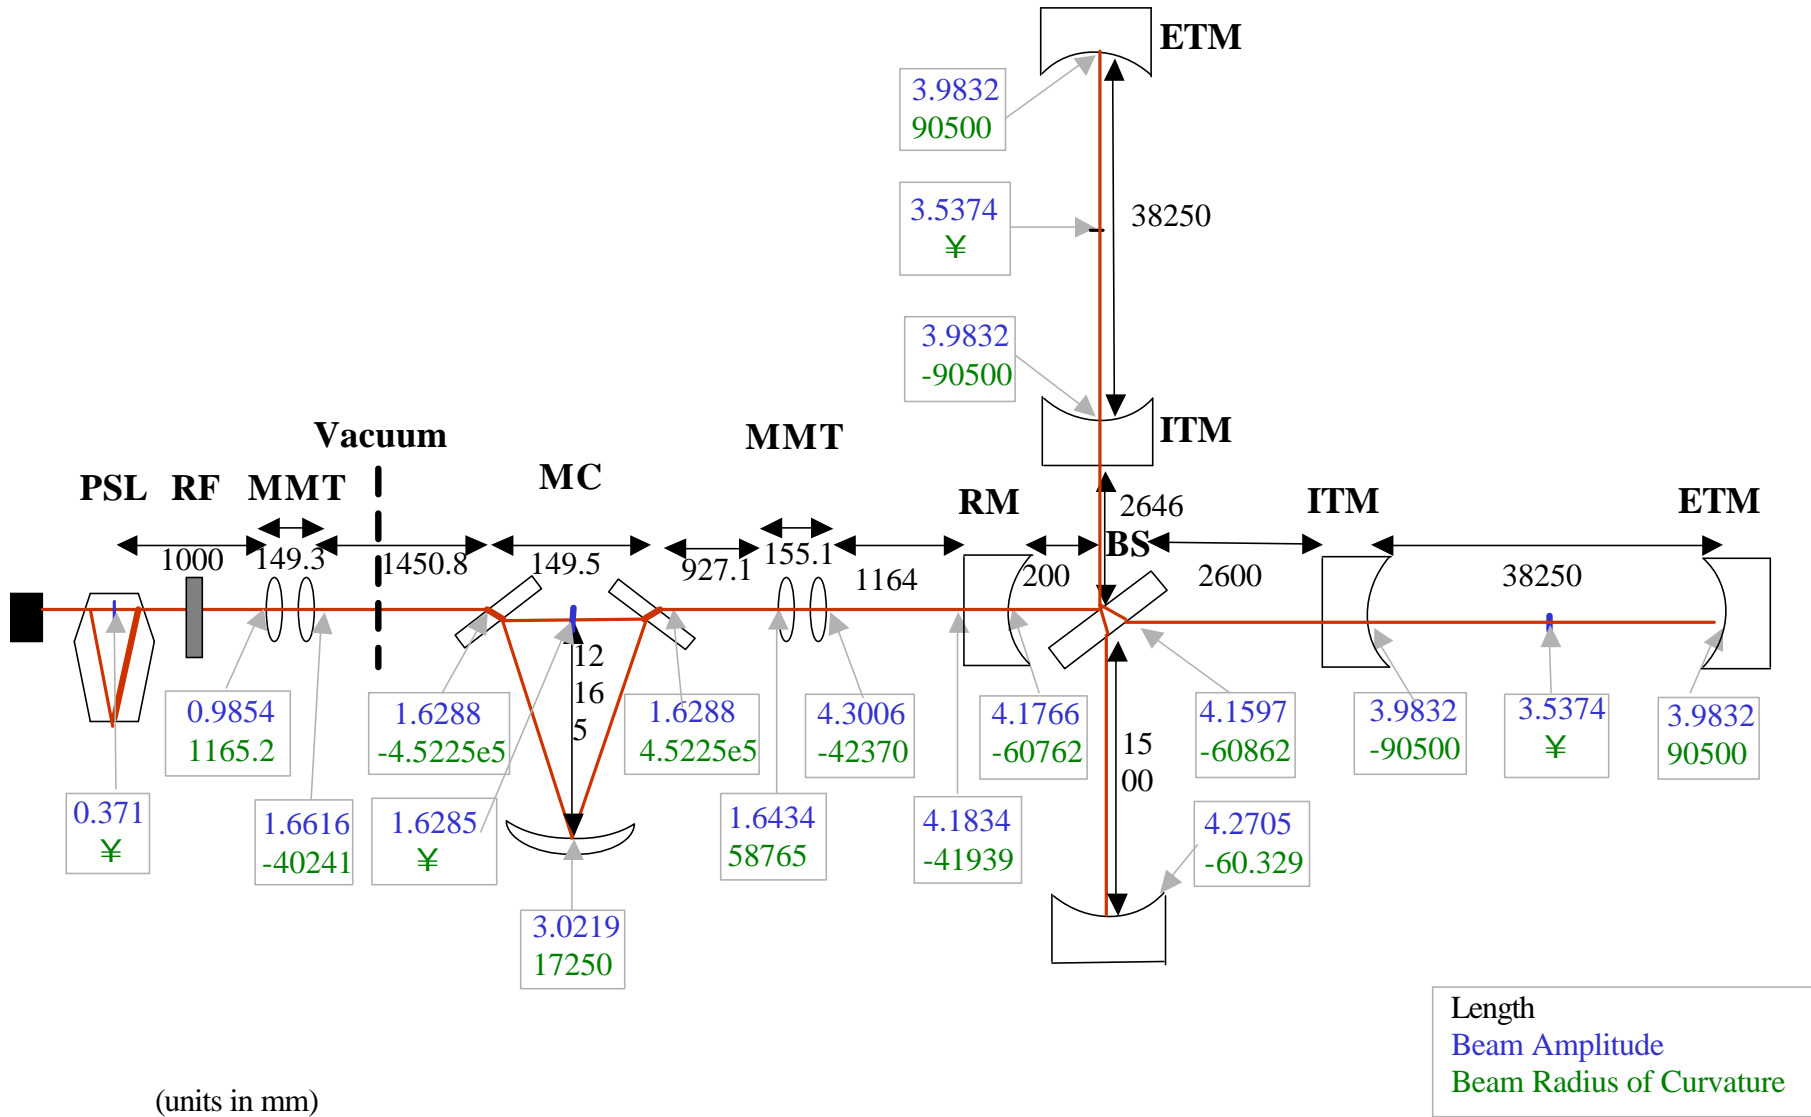 ETM
3.9832
90500
3.5374
¥
38250
3.9832
-90500
ITM
Vacuum
MMT
PSL
RF
MMT
MC
RM
2646
ITM
ETM
BS
1000
149.3
1450.8
149.5
927.1
155.1
1164
200
2600
38250
12
16
5
0.9854
1165.2
1.6288
-4.5225e5
1.6288
4.5225e5
4.3006
-42370
4.1766
-60762
15
00
4.1597
-60862
3.9832
-90500
3.5374
¥
3.9832
90500
0.371
¥
1.6616
-40241
1.6285
¥
1.6434
58765
4.1834
-41939
4.2705
-60.329
3.0219
17250
Length
Beam Amplitude
Beam Radius of Curvature
(units in mm)